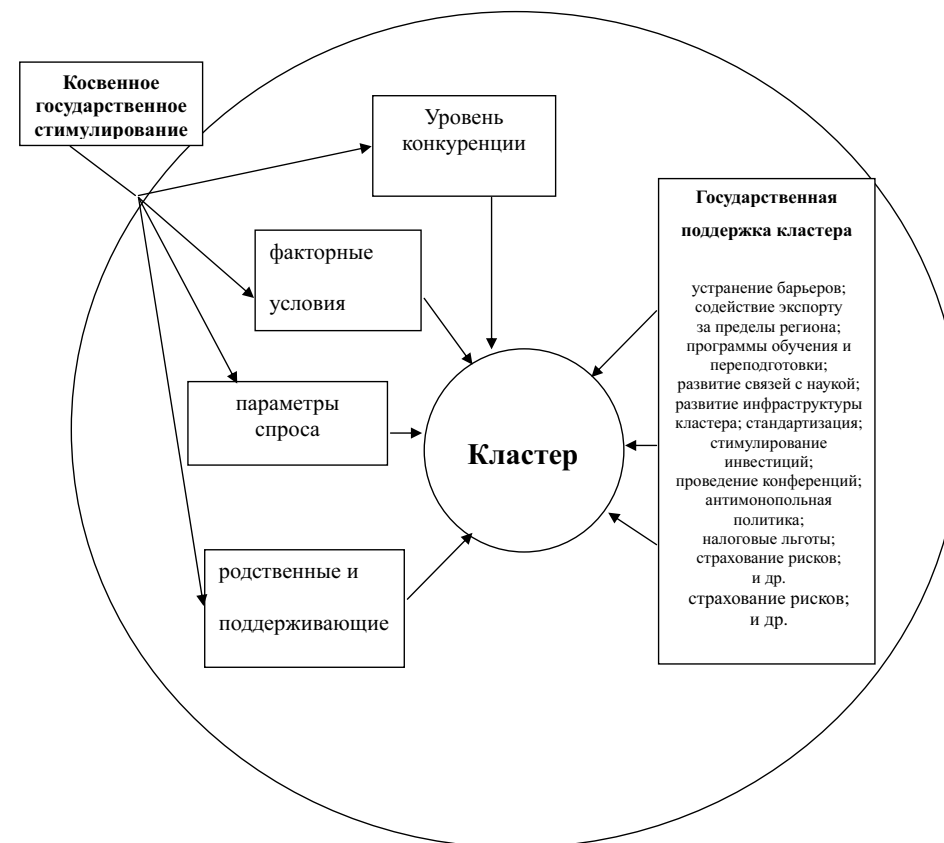 Косвенное
государственное
стимулирование
Уровень
конкуренции
факторные
условия
параметры
спроса
родственные и
поддерживающие
Кластер
Государственная
поддержка кластера
устранение барьеров;
содействие экспорту
за пределы региона;
программы обучения и
переподготовки;
развитие связей с наукой;
развитие инфраструктуры
кластера; стандартизация;
стимулирование
инвестиций;
проведение конференций;
антимонопольная
политика;
налоговые льготы;
страхование рисков;
и др.
страхование рисков;
и др.